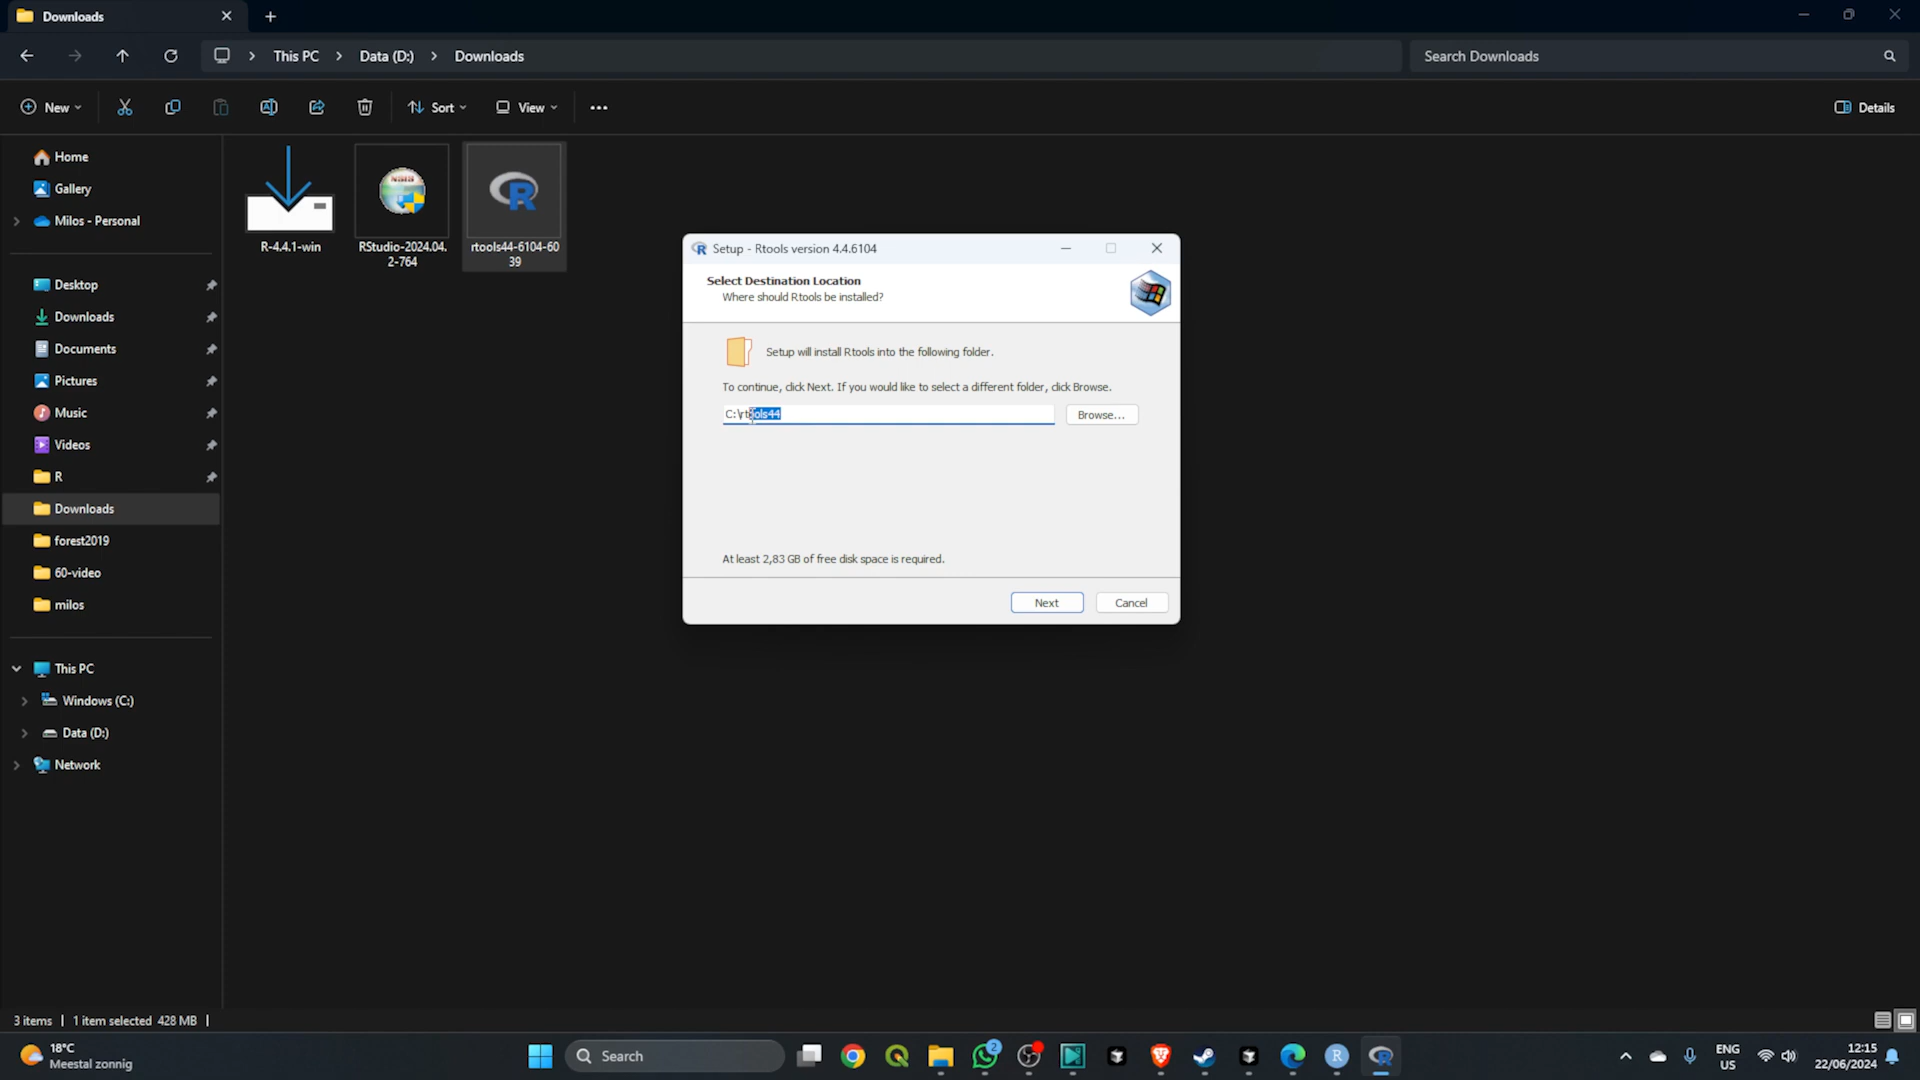 Downloads
This PC
Data (D:)
Downloads
Search Downloads
New
Sort
View
Details
Home
Gallery
Milos - Personal
Desktop
Downloads
Documents
Pictures
Music
Videos
R
Downloads
forest2019
60-video
milos
This PC
Windows (C:)
Data (D:)
Network
R-4.4.1-win
RStudio-2024.04.
2-764
rtools44-6104-60
39
Setup - Rtools version 4.4.6104
Select Destination Location
Where should Rtools be installed?
Setup will install Rtools into the following folder.
To continue, click Next. If you would like to select a different folder, click Browse.
C:\rtools44
Browse...
At least 2,83 GB of free disk space is required.
Next
Cancel
3 items
1 item selected 428 MB
18°C
Meestal zonnig
Search
2
ENG
US
12:15
22/06/2024